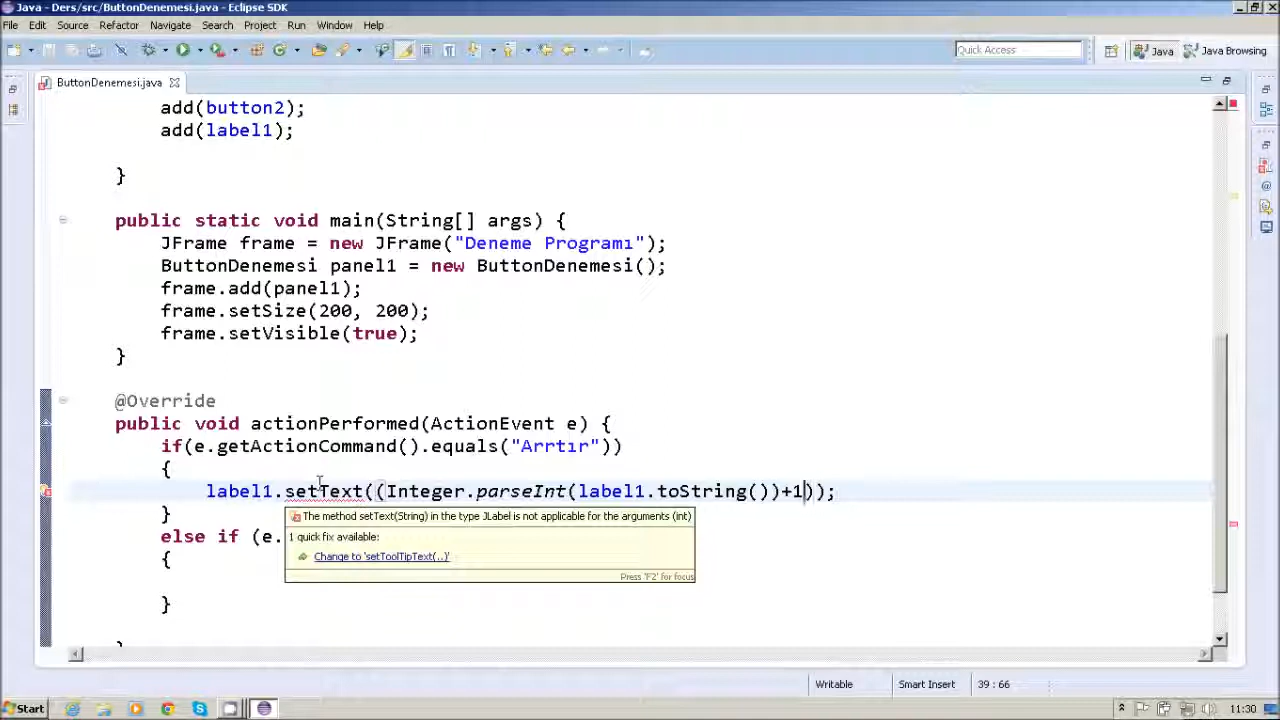 Java - Ders/src/ButtonDenemesi.java - Eclipse SDK
File Edit Source Refactor Navigate Search Project Run Window Help
Quick Access
Java
Java Browsing
ButtonDenemesi.java
add(button2);
add(label1);
}
public static void main(String[] args) {
JFrame frame = new JFrame("Deneme Programı");
ButtonDenemesi panel1 = new ButtonDenemesi();
frame.add(panel1);
frame.setSize(200, 200);
frame.setVisible(true);
}
@Override
public void actionPerformed(ActionEvent e) {
if(e.getActionCommand().equals("Arrtır"))
{
label1.setText((Integer.parseInt(label1.toString())+1));
}
The method setText(String) in the type JLabel is not applicable for the arguments (int)
1 quick fix available:
else if (e.
Change to 'setToolTipText(..)'
{
Press 'F2' for focus
}
Writable
Smart Insert
39 : 66
Start
11:30